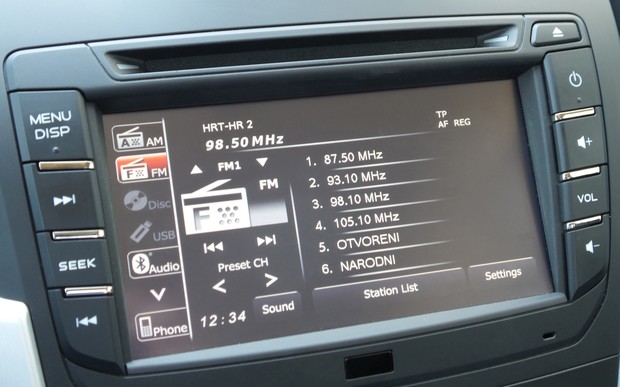 MENU
DISP
SEEK
VOL
A AM
F FM
Disc
USB
Audio
Phone
HRT-HR 2
98.50 MHz
TP
AF REG
FM1
FM
F
Preset CH
12:34
Sound
1. 87.50 MHz
2. 93.10 MHz
3. 98.10 MHz
4. 105.10 MHz
5. OTVORENI
6. NARODNI
Station List
Settings